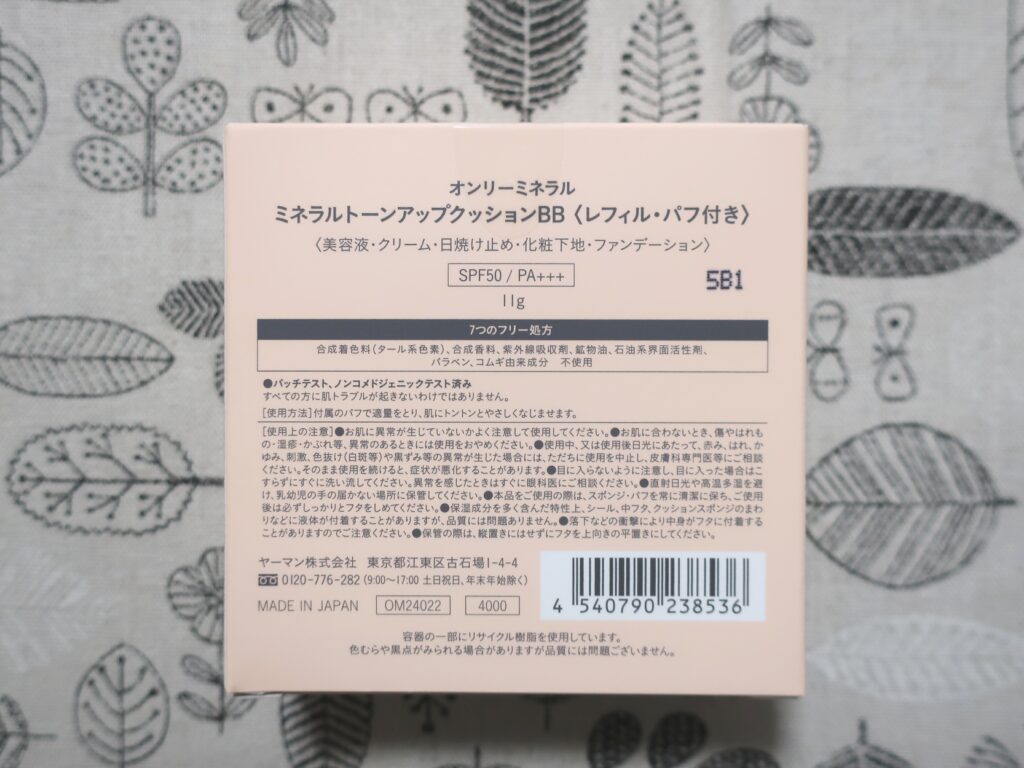 オンリーミネラル
ミネラルトーンアップクッションBB〈レフィル・パフ付き〉
〈美容液・クリーム・日焼け止め・化粧下地・ファンデーション〉
SPF50 / PA+++
5B1
11g
7つのフリー処方
合成着色料(タール系色素)、合成香料、紫外線吸収剤、鉱物油、石油系界面活性剤、
パラベン、コムギ由来成分 不使用
●パッチテスト、ノンコメドジェニックテスト済み
すべての方に肌トラブルが起きないわけではありません。
[使用方法]付属のパフで適量をとり、肌にトントンとやさしくなじませます。
[使用上の注意]●お肌に異常が生じていないかよく注意して使用してください。●お肌に合わないとき、傷やはれも
の・湿疹・かぶれ等、異常のあるときには使用をおやめください。●使用中、又は使用後日光にあたって、赤み、はれ、か
ゆみ、刺激、色抜け(白斑等)や黒ずみ等の異常が生じた場合には、ただちに使用を中止し、皮膚科専門医等にご相談
ください。そのまま使用を続けると、症状が悪化することがあります。●目に入らないように注意し、目に入った場合はこ
すらずにすぐに洗い流してください。異常を感じたときはすぐに眼科医にご相談ください。●直射日光や高温多湿を避
け、乳幼児の手の届かない場所に保管してください。●本品をご使用の際は、スポンジ・パフを常に清潔に保ち、ご使用
後は必ずしっかりとフタをしめてください。●保湿成分を多く含んだ特性上、シール、中フタ、クッションスポンジのまわ
りなどに液体が付着することがありますが、品質には問題ありません。●落下などの衝撃により中身がフタに付着する
ことがありますのでご注意ください。●保管の際は、縦置きにはせずにフタを上向きの平置きにしてください。
ヤーマン株式会社 東京都江東区古石場1-4-4
0120-776-282 (9:00〜17:00 土日祝日、年末年始除く)
MADE IN JAPAN OM24022 4000
4 540790 238536
容器の一部にリサイクル樹脂を使用しています。
色むらや黒点がみられる場合がありますが品質には問題ございません。